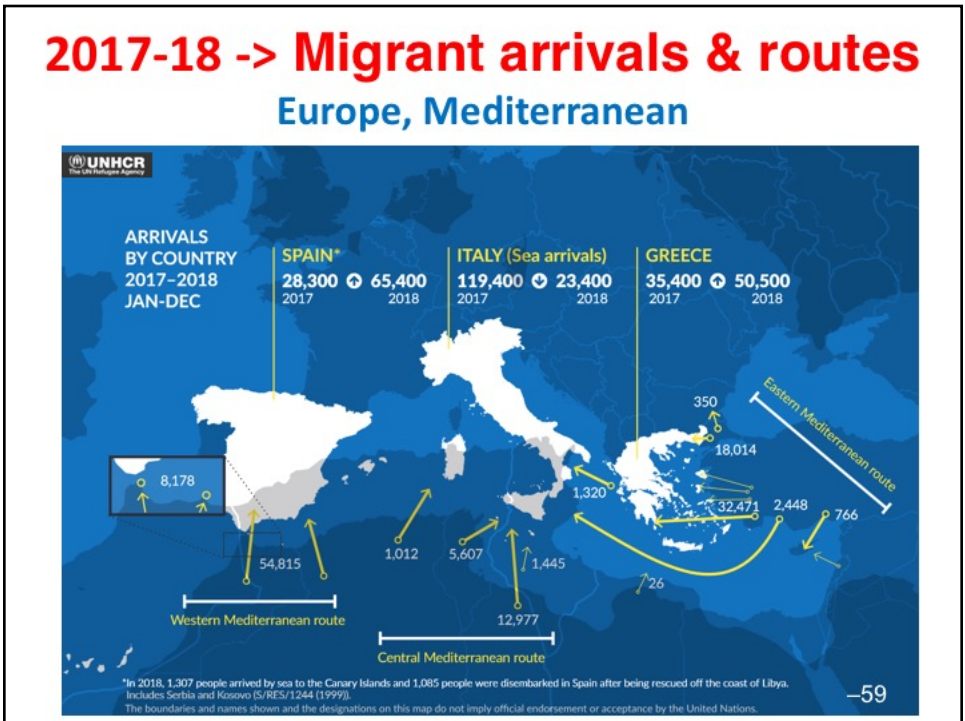 2017-18 -> Migrant arrivals & routes
Europe, Mediterranean
UNHCR
The UN Refugee Agency
ARRIVALS
BY COUNTRY
2017–2018
JAN-DEC
SPAIN*
28,300 65,400
2017 2018
ITALY (Sea arrivals)
119,400 23,400
2017 2018
GREECE
35,400 50,500
2017 2018
Eastern Mediterranean route
350
18,014
8,178
1,320
32,471
2,448
766
54,815
1,012
5,607
1,445
26
12,977
Western Mediterranean route
Central Mediterranean route
*In 2018, 1,307 people arrived by sea to the Canary Islands and 1,085 people were disembarked in Spain after being rescued off the coast of Libya.
Includes Serbia and Kosovo (S/RES/1244 (1999)).
The boundaries and names shown and the designations on this map do not imply official endorsement or acceptance by the United Nations.
–59